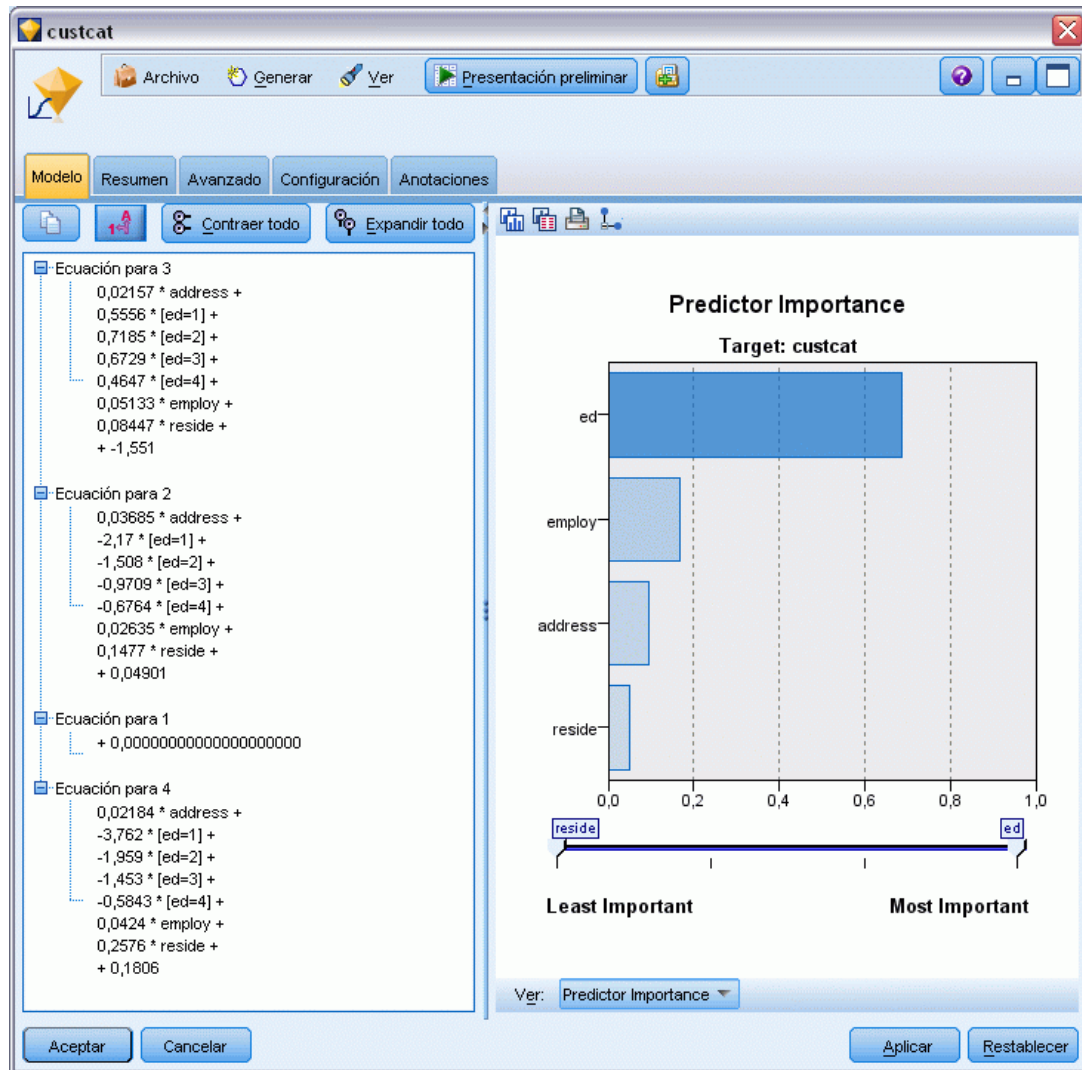 custcat
Archivo Generar Ver Presentación preliminar
Modelo Resumen Avanzado Configuración Anotaciones
Contraer todo Expandir todo
Ecuación para 3
0,02157 * address +
0,5556 * [ed=1] +
0,7185 * [ed=2] +
0,6729 * [ed=3] +
0,4647 * [ed=4] +
0,05133 * employ +
0,08447 * reside +
+ -1,551
Ecuación para 2
0,03685 * address +
-2,17 * [ed=1] +
-1,508 * [ed=2] +
-0,9709 * [ed=3] +
-0,6764 * [ed=4] +
0,02635 * employ +
0,1477 * reside +
+ 0,04901
Ecuación para 1
+ 0,00000000000000000000
Ecuación para 4
0,02184 * address +
-3,762 * [ed=1] +
-1,959 * [ed=2] +
-1,453 * [ed=3] +
-0,5843 * [ed=4] +
0,0424 * employ +
0,2576 * reside +
+ 0,1806
Predictor Importance
Target: custcat
ed
employ
address
reside
0,0 0,2 0,4 0,6 0,8 1,0
reside ed
Least Important Most Important
Ver: Predictor Importance
Aceptar Cancelar Aplicar Restablecer